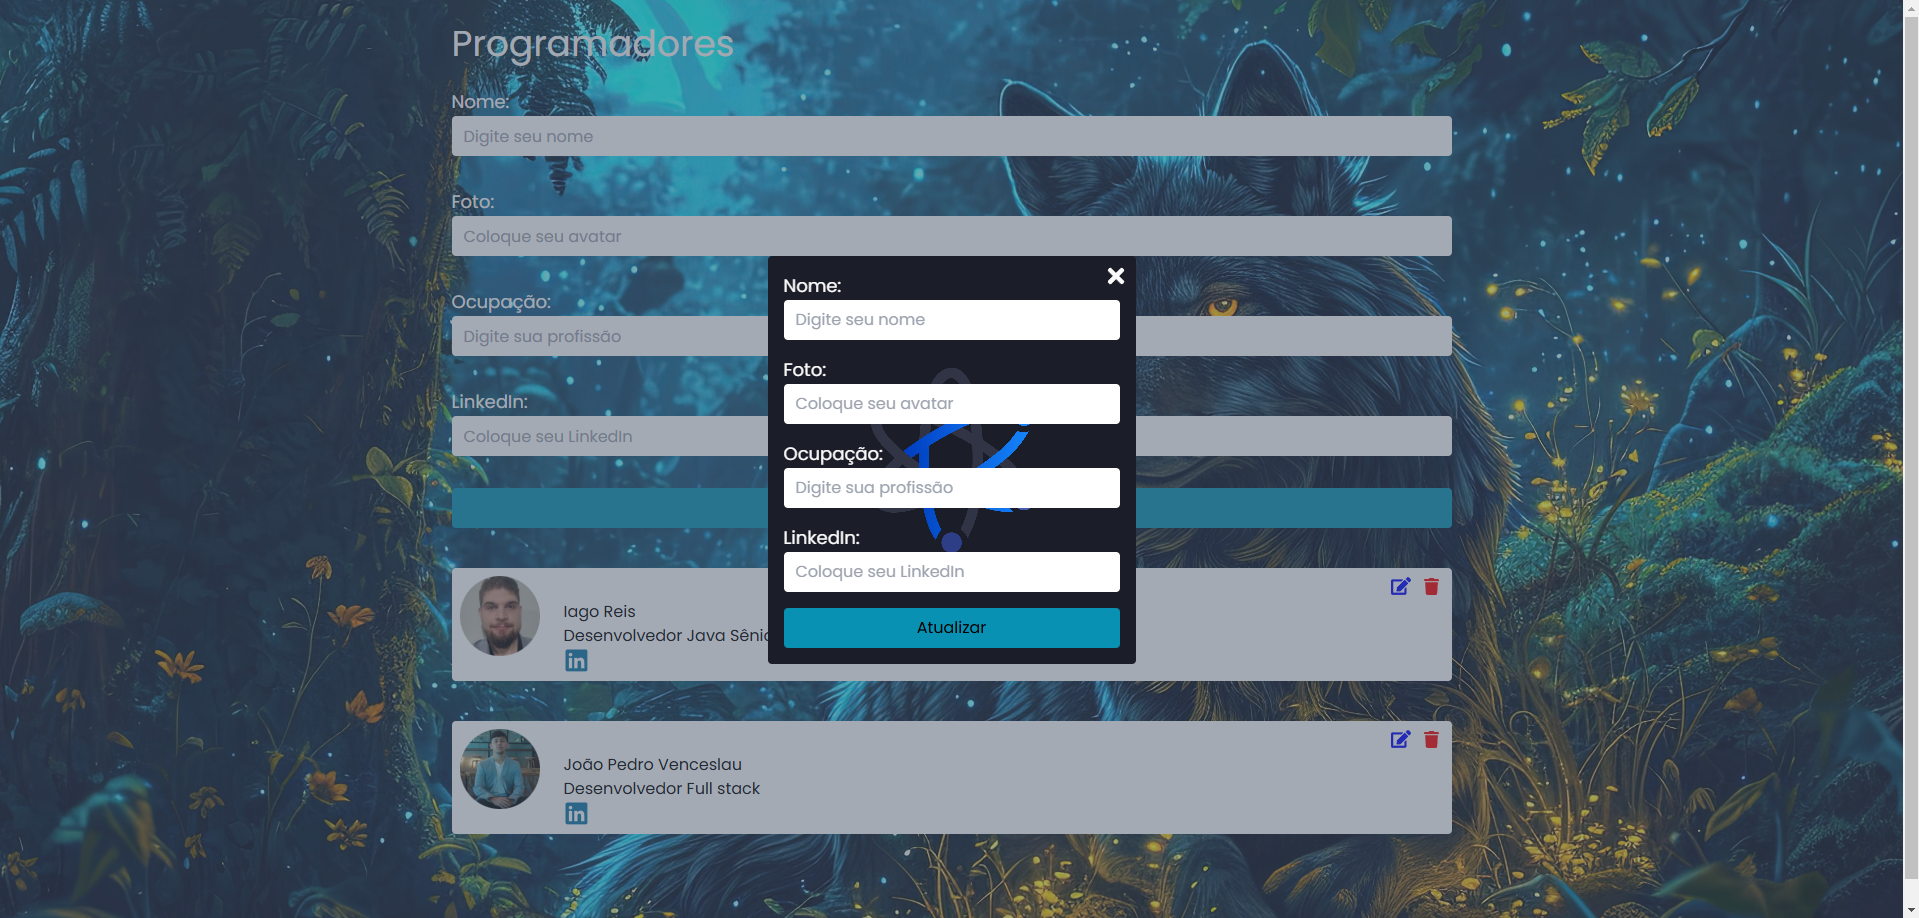 Programadores
Nome:
Digite seu nome
Foto:
Coloque seu avatar
Ocupação:
Digite sua profissão
LinkedIn:
Coloque seu LinkedIn
Nome:
Digite seu nome
Foto:
Coloque seu avatar
Ocupação:
Digite sua profissão
LinkedIn:
Coloque seu LinkedIn
Atualizar
Iago Reis
Desenvolvedor Java
in
João Pedro Venceslau
Desenvolvedor Full stack
in